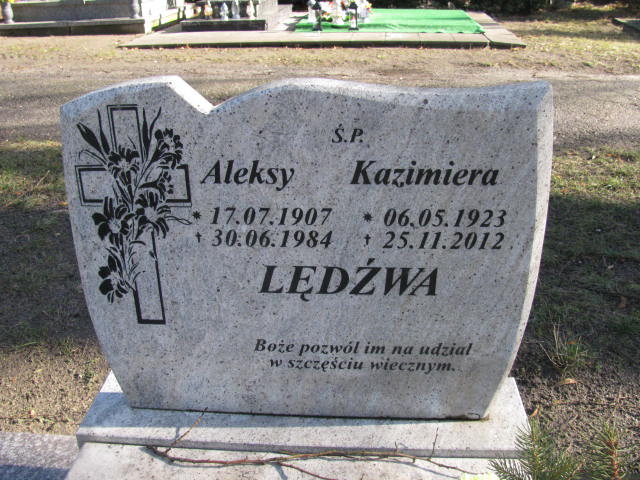 Ś.P.
Aleksy Kazimiera
* 17.07.1907 * 06.05.1923
† 30.06.1984 † 25.11.2012
LĘDŹWA
Boże pozwól im na udział
w szczęściu wiecznym.